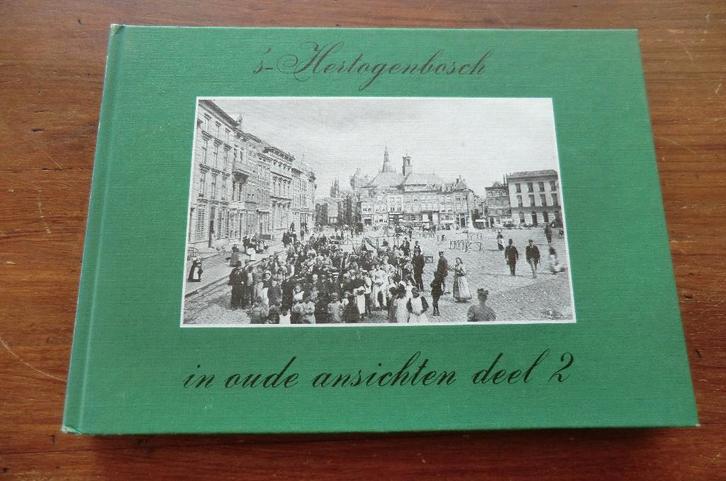 's-Hertogenbosch
in oude ansichten deel 2